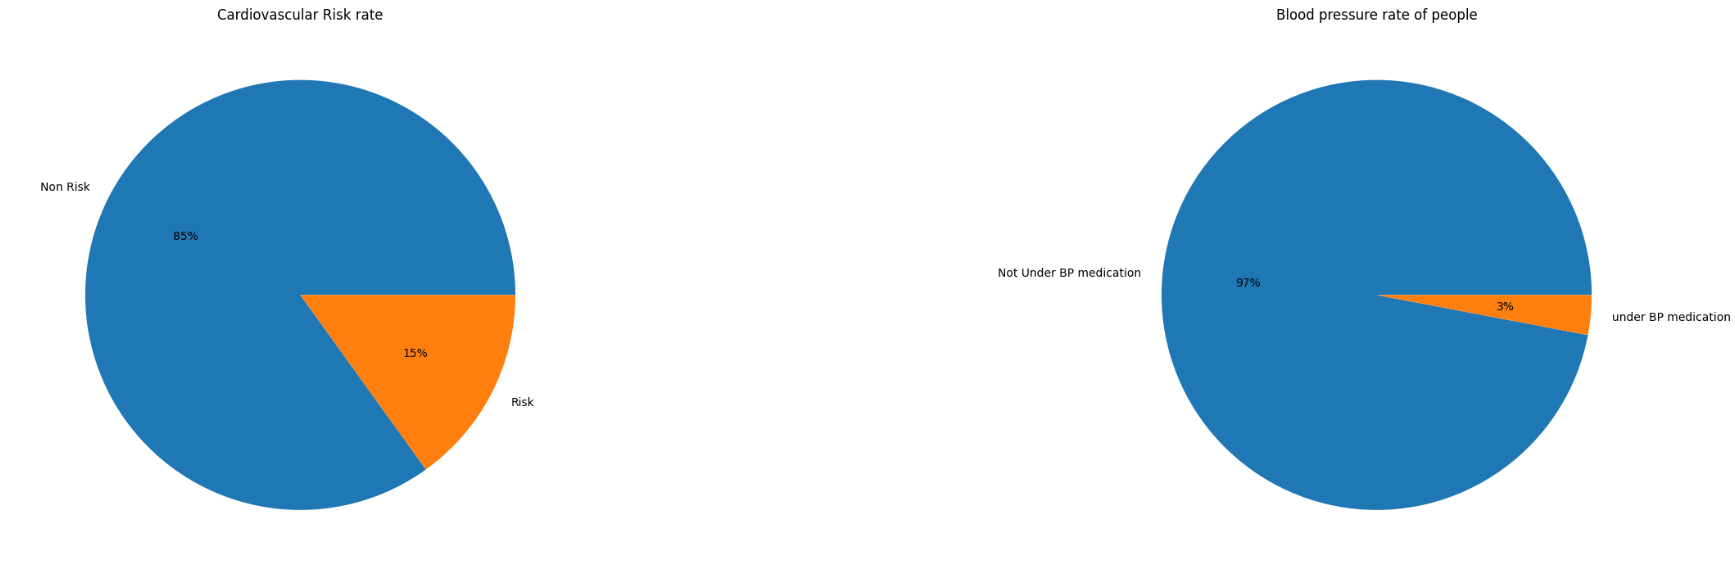 Cardiovascular Risk rate
Non Risk
85%
15%
Risk
Blood pressure rate of people
Not Under BP medication
97%
3%
under BP medication